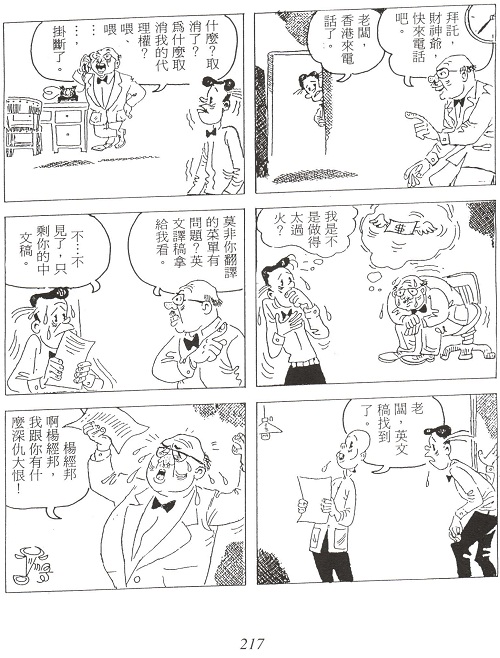 拜託，
財神爺，
快來電話
吧。
老闆，
香港來電
話了。
什麼？取
消了？
爲什麼取
消我的代
理權？
喂、喂
……
掛斷了。
我是不
是做得
太過
火？
莫非你翻譯
的菜單有
問題？英
文譯稿拿
給我看。
不…不
見了，只
剩你的中
文稿。
老
闆，英文
稿找到
了。
楊經邦
啊楊經邦，
我跟你有什
麼深仇大恨！
217